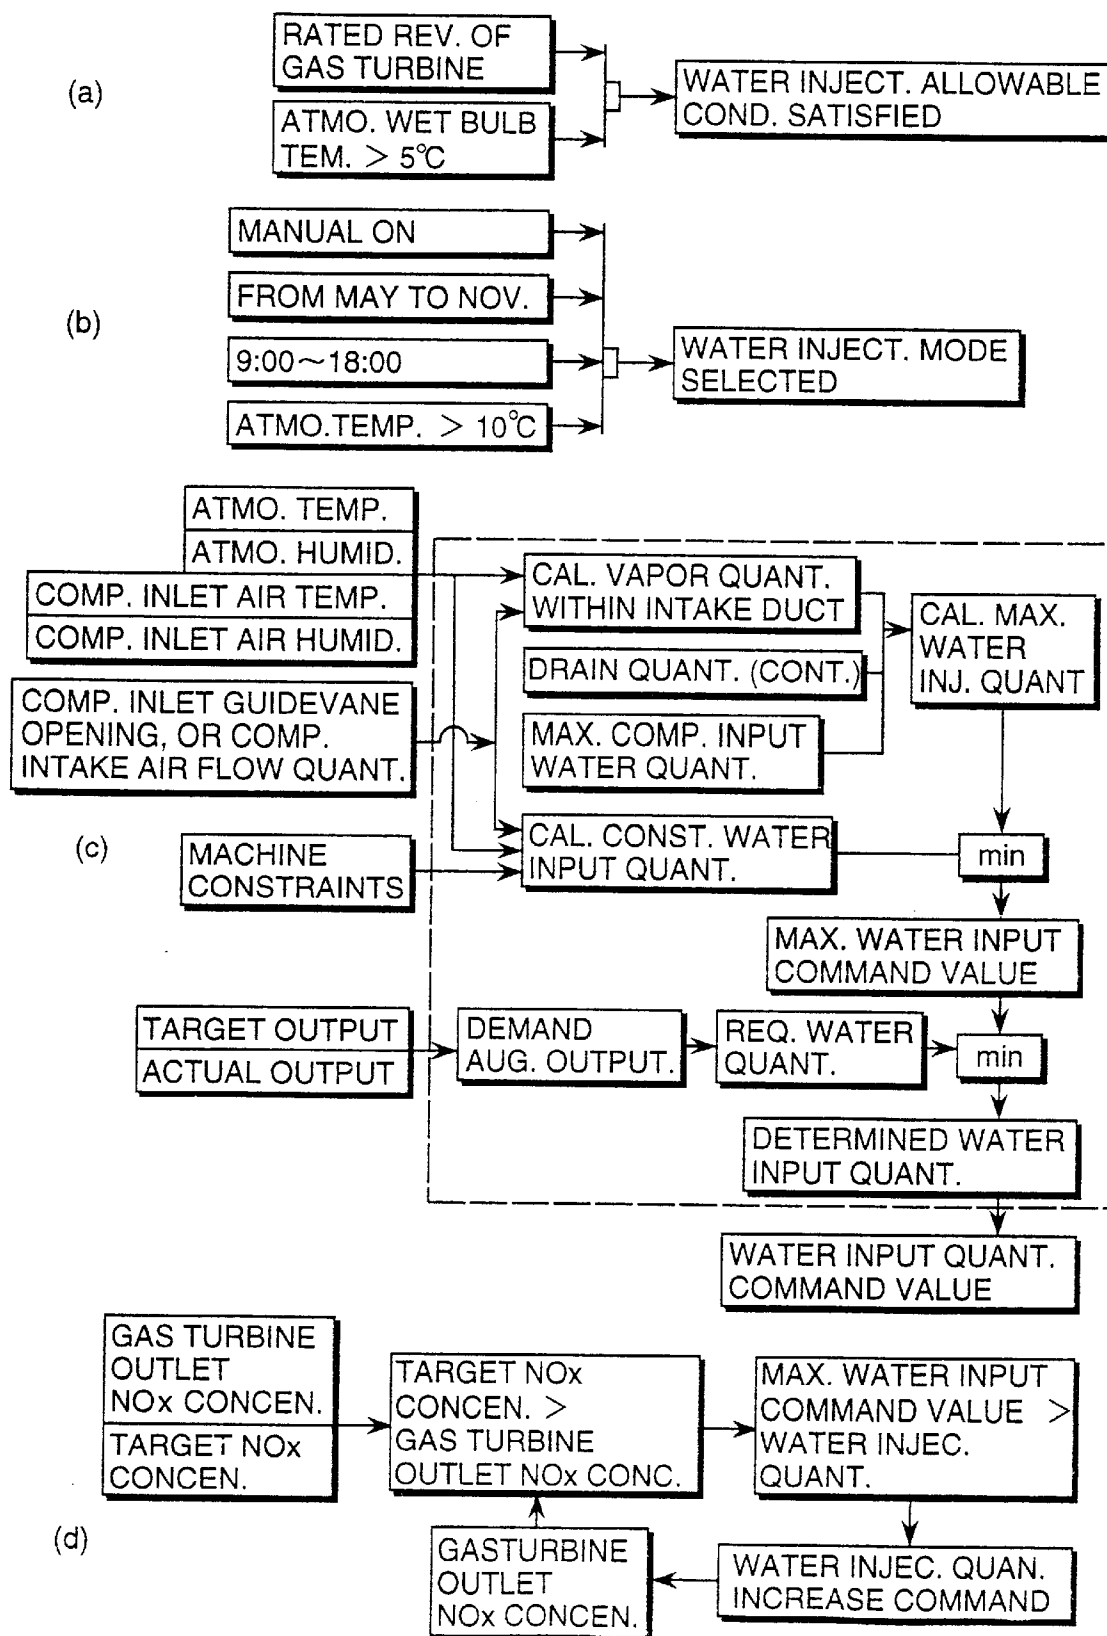 (a)
RATED REV. OF
GAS TURBINE
ATMO. WET BULB
TEM. > 5°C
WATER INJECT. ALLOWABLE
COND. SATISFIED
(b)
MANUAL ON
FROM MAY TO NOV.
9:00~18:00
ATMO.TEMP. > 10°C
WATER INJECT. MODE
SELECTED
(c)
ATMO. TEMP.
ATMO. HUMID.
COMP. INLET AIR TEMP.
COMP. INLET AIR HUMID.
COMP. INLET GUIDEVANE
OPENING, OR COMP.
INTAKE AIR FLOW QUANT.
MACHINE
CONSTRAINTS
CAL. VAPOR QUANT.
WITHIN INTAKE DUCT
DRAIN QUANT. (CONT.)
MAX. COMP. INPUT
WATER QUANT.
CAL. CONST. WATER
INPUT QUANT.
CAL. MAX.
WATER
INJ. QUANT
min
MAX. WATER INPUT
COMMAND VALUE
TARGET OUTPUT
ACTUAL OUTPUT
DEMAND
AUG. OUTPUT.
REQ. WATER
QUANT.
min
DETERMINED WATER
INPUT QUANT.
WATER INPUT QUANT.
COMMAND VALUE
(d)
GAS TURBINE
OUTLET
NOx CONCEN.
TARGET NOx
CONCEN.
TARGET NOx
CONCEN. >
GAS TURBINE
OUTLET NOx CONC.
MAX. WATER INPUT
COMMAND VALUE >
WATER INJEC.
QUANT.
GASTURBINE
OUTLET
NOx CONCEN.
WATER INJEC. QUAN.
INCREASE COMMAND